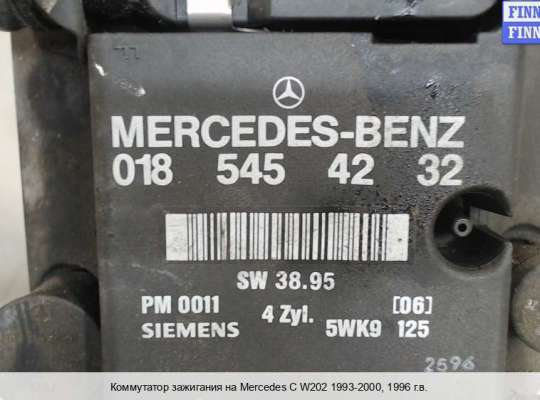 FINN
FINN
MERCEDES-BENZ
018 545 42 32
SW 38.95
PM 0011 4 Zyl. [06]
SIEMENS 5WK9 125
2596
Коммутатор зажигания на Mercedes C W202 1993-2000, 1996 г.в.